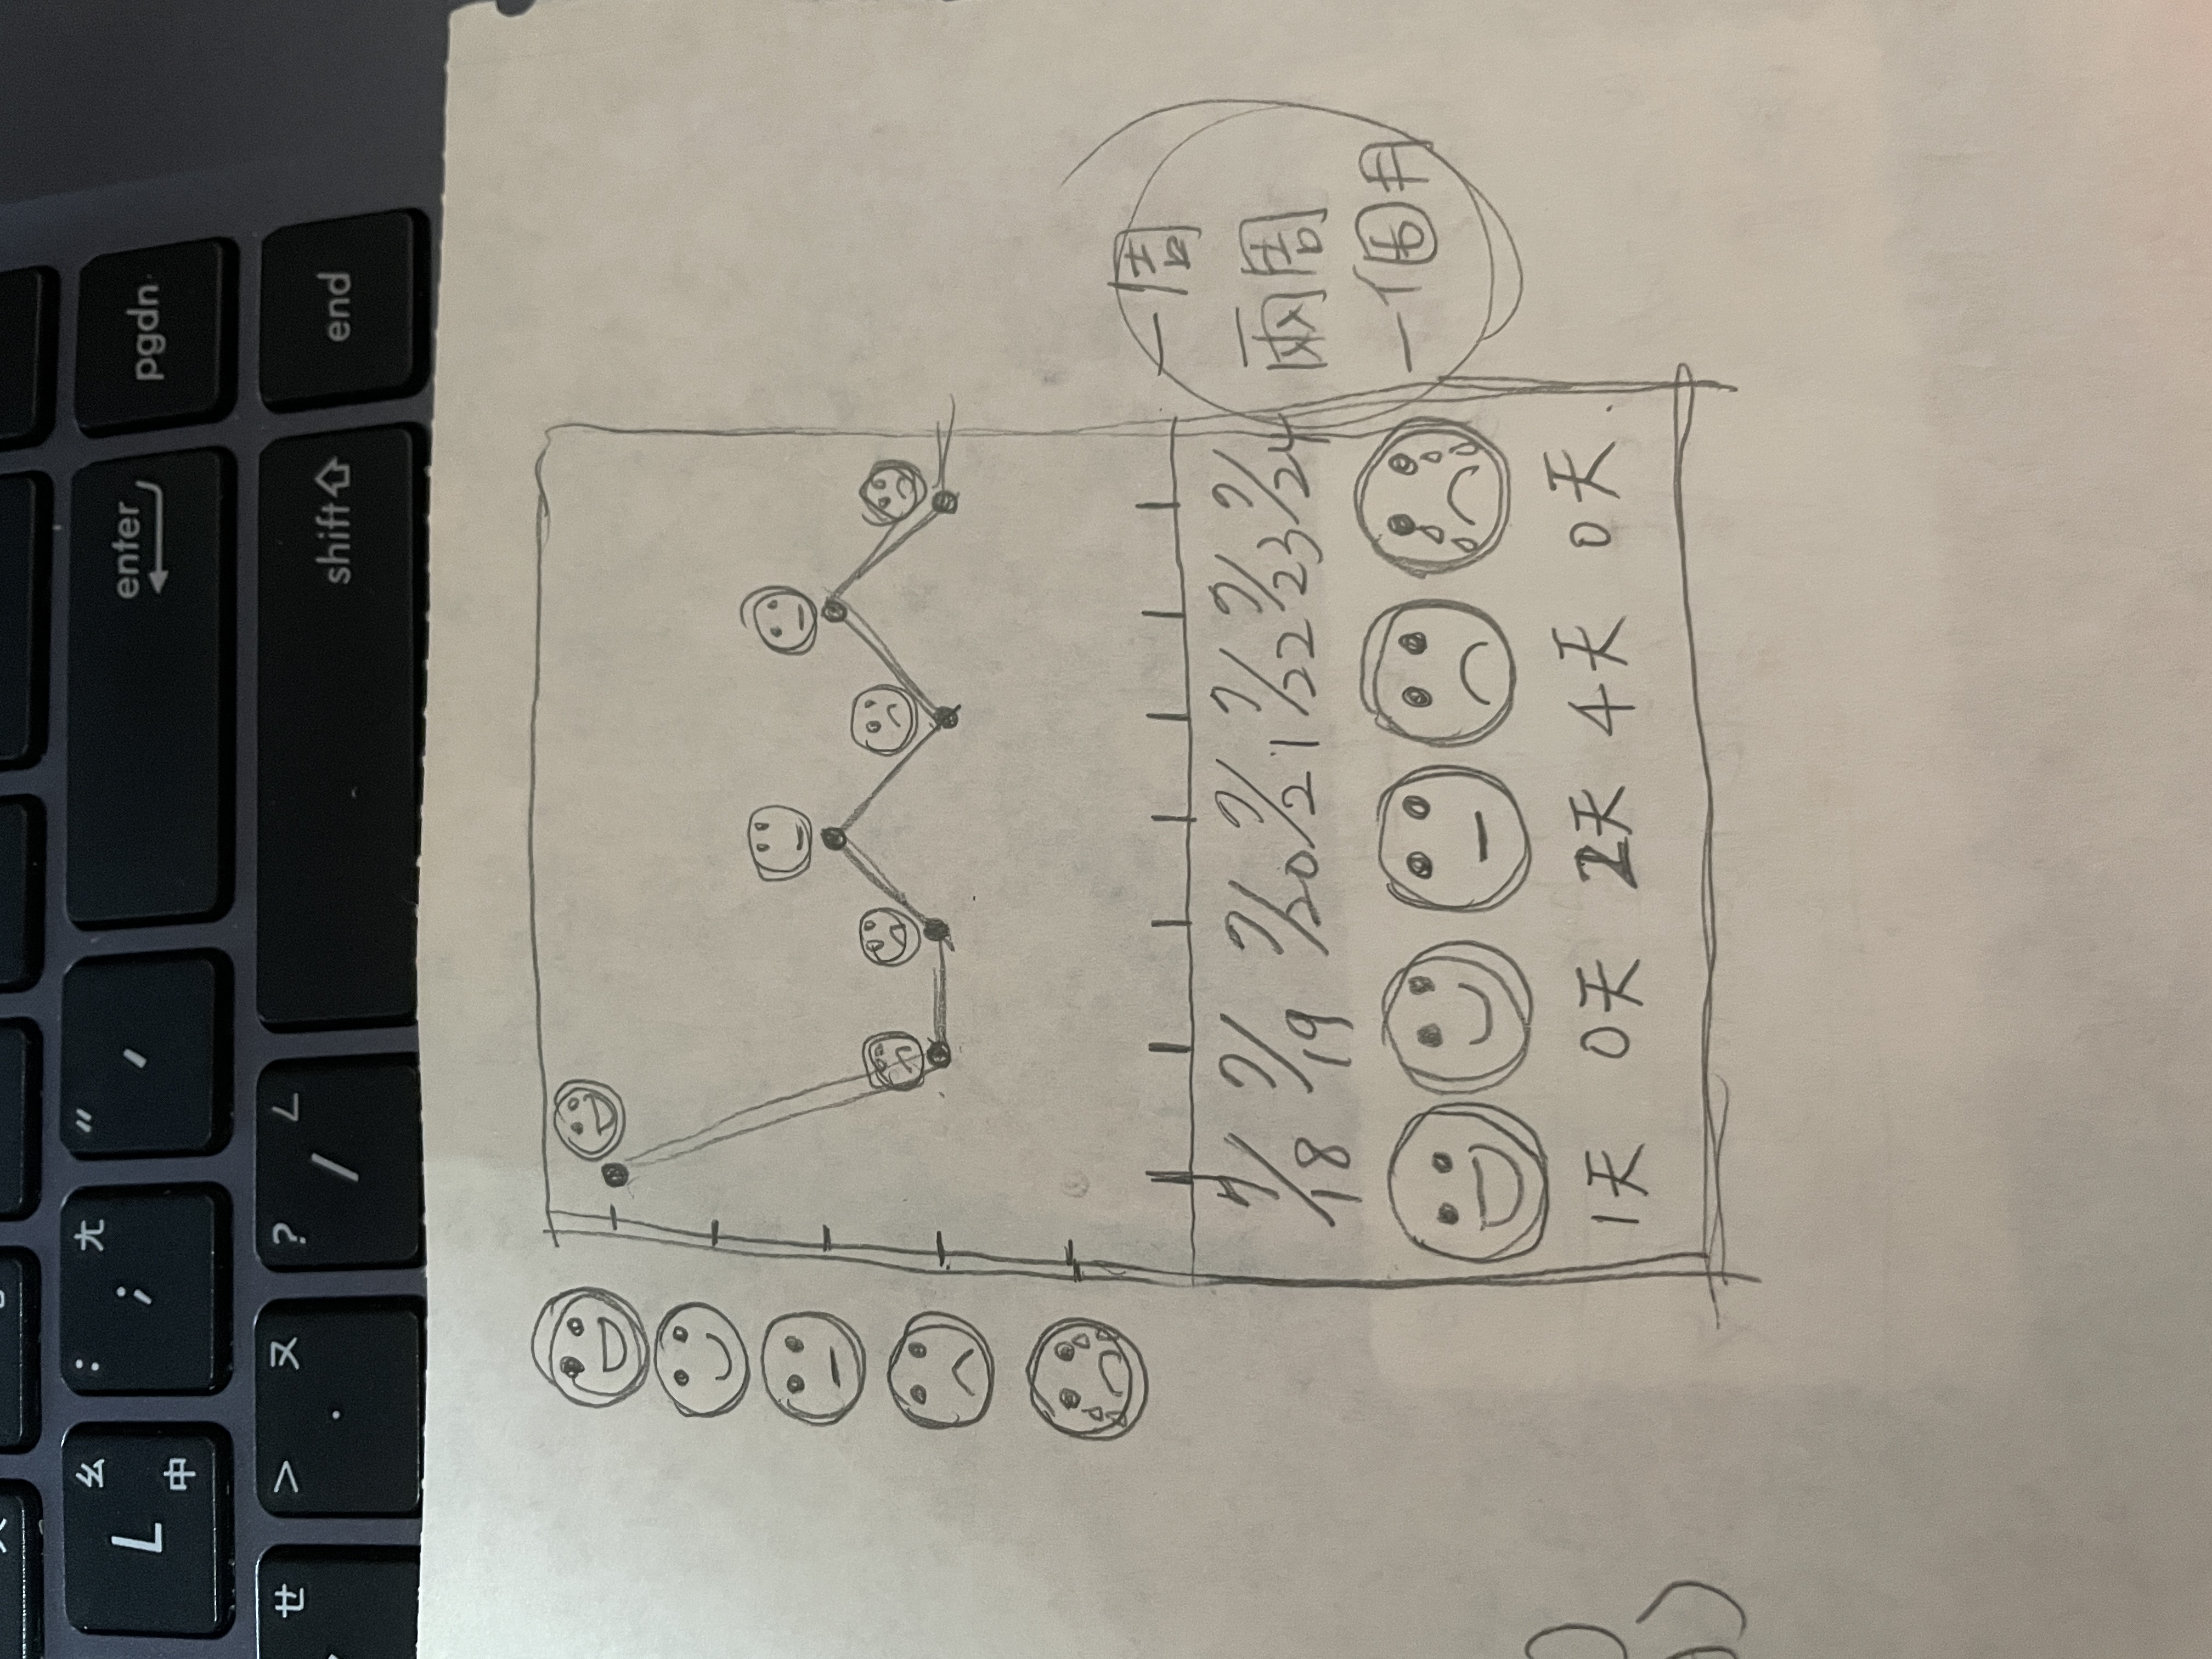 ㄠ
L
中
: ㄤ
;
"
,
enter
pgdn
ㄝ
> ㄡ
.
? ㄥ
/
shift
end
7/18 7/19 7/20 7/21 7/22 7/23 7/24
一周
兩周
一個月
1天 0天 2天 4天 0天